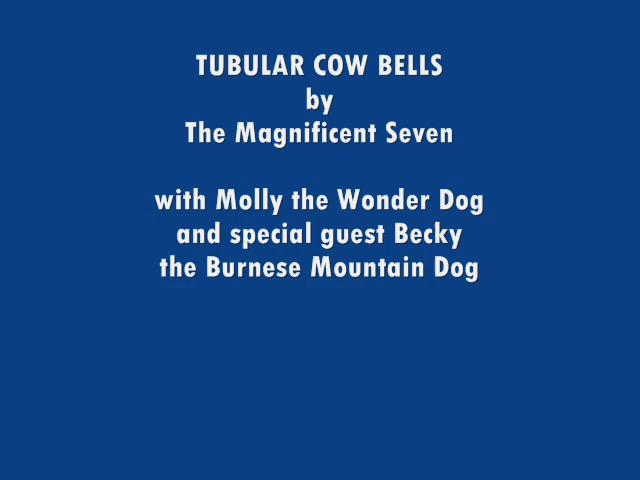 TUBULAR COW BELLS
by
The Magnificent Seven
with Molly the Wonder Dog
and special guest Becky
the Burnese Mountain Dog